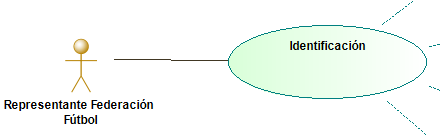 Identificación
Representante Federación
Fútbol